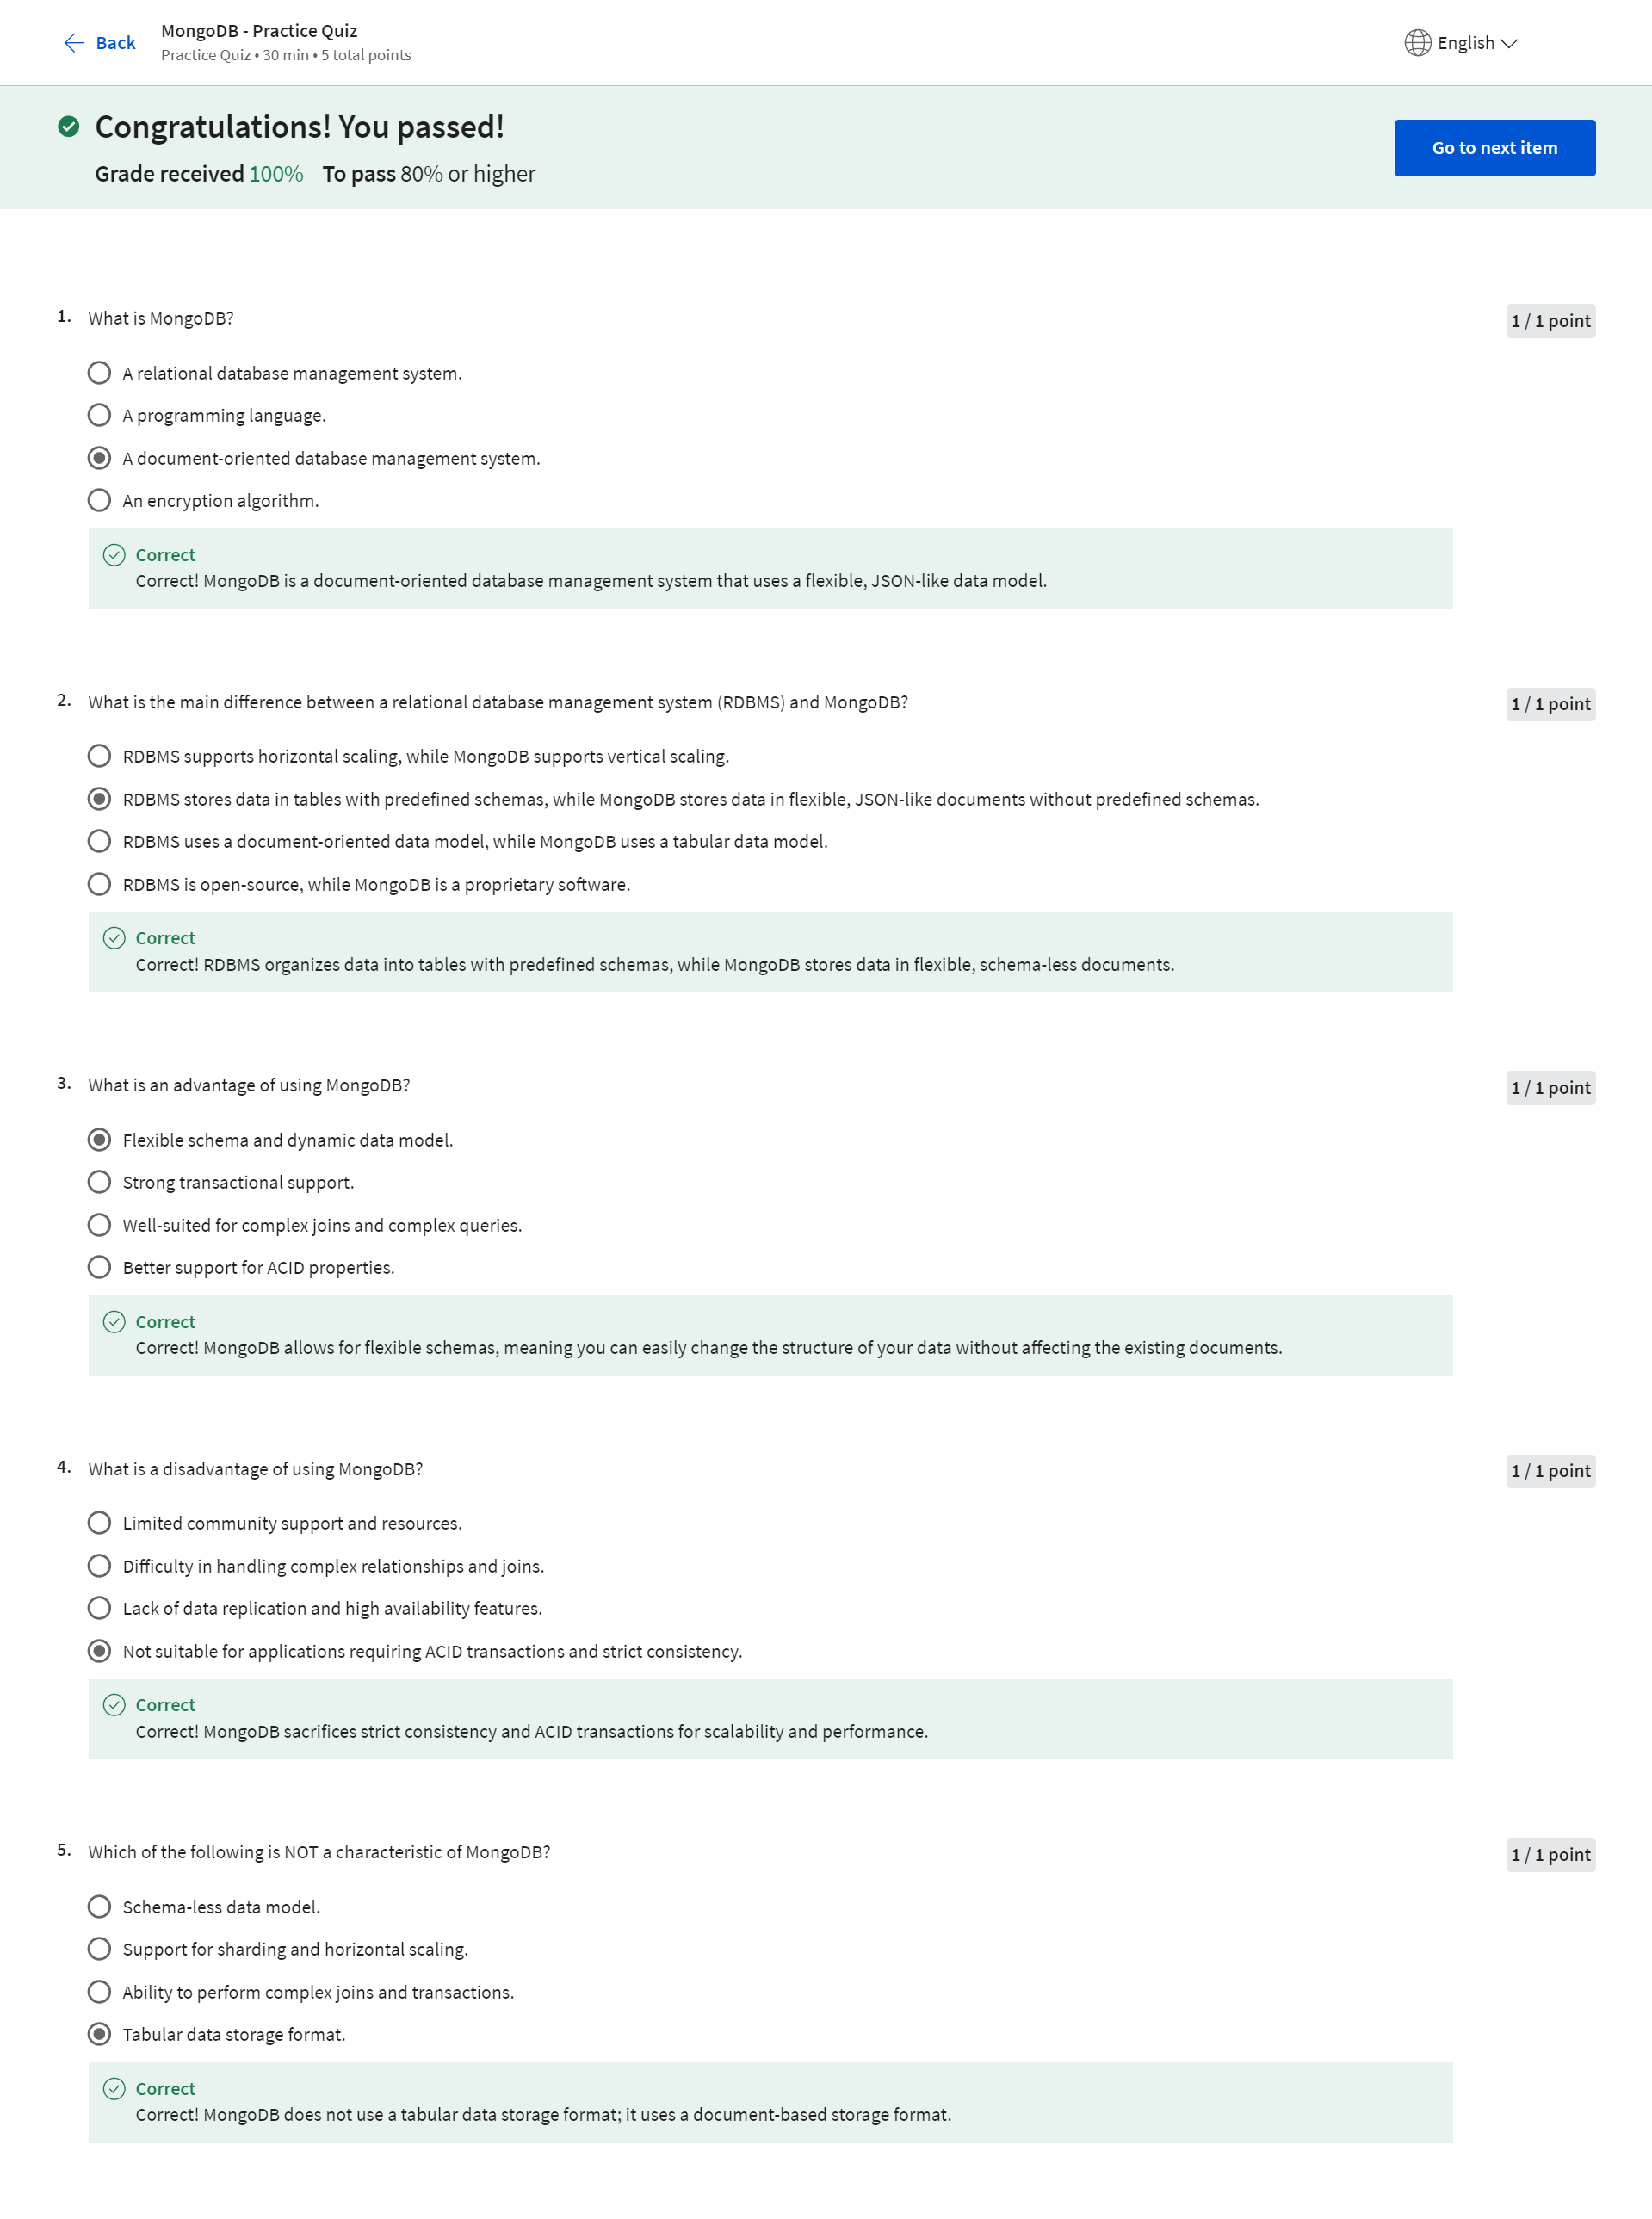 Back
MongoDB - Practice Quiz
Practice Quiz • 30 min • 5 total points
English
Congratulations! You passed!
Grade received 100% To pass 80% or higher
Go to next item
1. What is MongoDB?
1 / 1 point
A relational database management system.
A programming language.
A document-oriented database management system.
An encryption algorithm.
Correct
Correct! MongoDB is a document-oriented database management system that uses a flexible, JSON-like data model.
2. What is the main difference between a relational database management system (RDBMS) and MongoDB?
1 / 1 point
RDBMS supports horizontal scaling, while MongoDB supports vertical scaling.
RDBMS stores data in tables with predefined schemas, while MongoDB stores data in flexible, JSON-like documents without predefined schemas.
RDBMS uses a document-oriented data model, while MongoDB uses a tabular data model.
RDBMS is open-source, while MongoDB is a proprietary software.
Correct
Correct! RDBMS organizes data into tables with predefined schemas, while MongoDB stores data in flexible, schema-less documents.
3. What is an advantage of using MongoDB?
1 / 1 point
Flexible schema and dynamic data model.
Strong transactional support.
Well-suited for complex joins and complex queries.
Better support for ACID properties.
Correct
Correct! MongoDB allows for flexible schemas, meaning you can easily change the structure of your data without affecting the existing documents.
4. What is a disadvantage of using MongoDB?
1 / 1 point
Limited community support and resources.
Difficulty in handling complex relationships and joins.
Lack of data replication and high availability features.
Not suitable for applications requiring ACID transactions and strict consistency.
Correct
Correct! MongoDB sacrifices strict consistency and ACID transactions for scalability and performance.
5. Which of the following is NOT a characteristic of MongoDB?
1 / 1 point
Schema-less data model.
Support for sharding and horizontal scaling.
Ability to perform complex joins and transactions.
Tabular data storage format.
Correct
Correct! MongoDB does not use a tabular data storage format; it uses a document-based storage format.